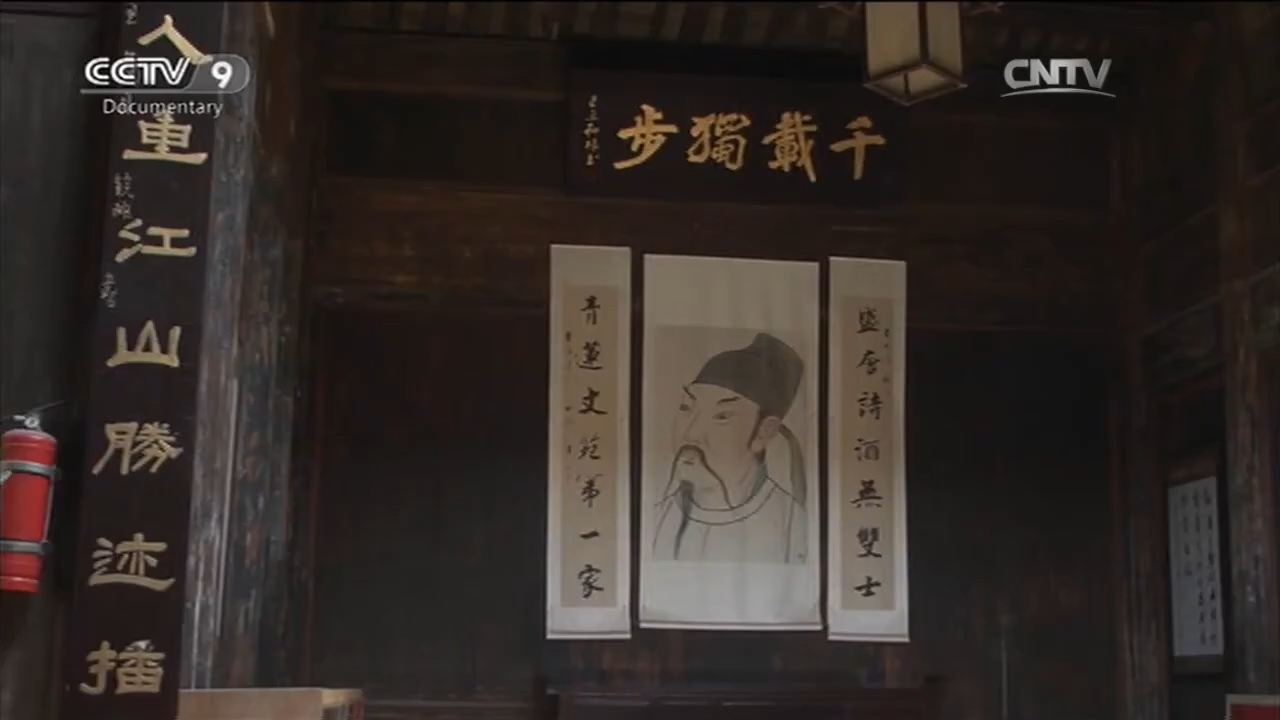 CCTV 9
Documentary
CNTV
千載獨步
盛唐詩酒無雙士
青蓮文苑第一家
重江山勝迹播